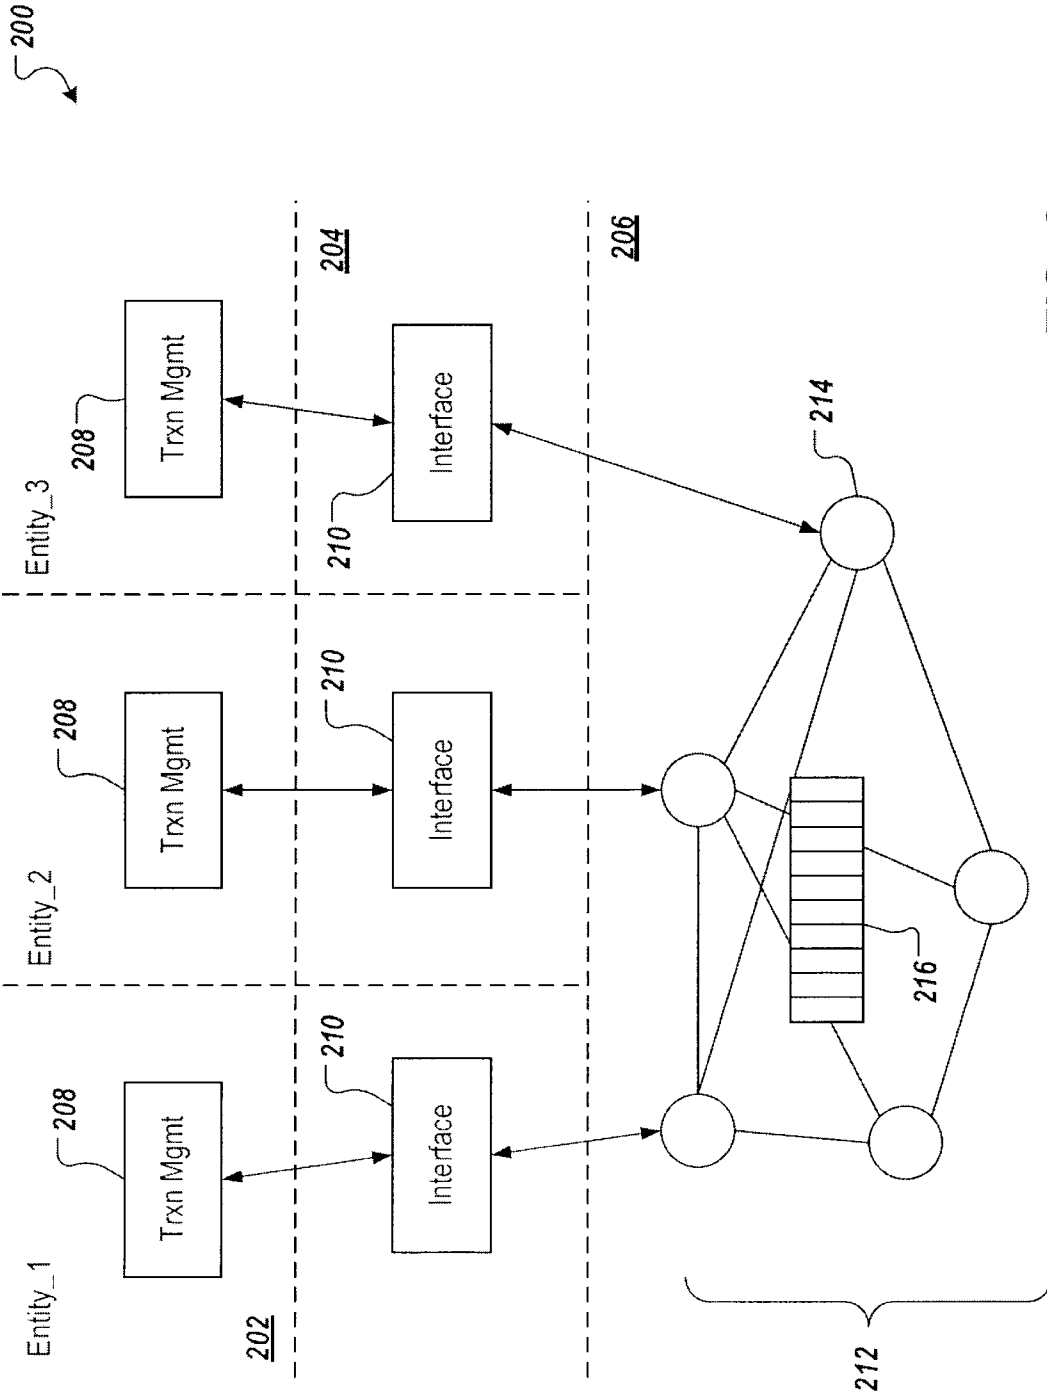 200
Entity_1
Entity_2
Entity_3
208
208
208
Trxn Mgmt
Trxn Mgmt
Trxn Mgmt
202
204
210
210
210
Interface
Interface
Interface
206
212
214
216